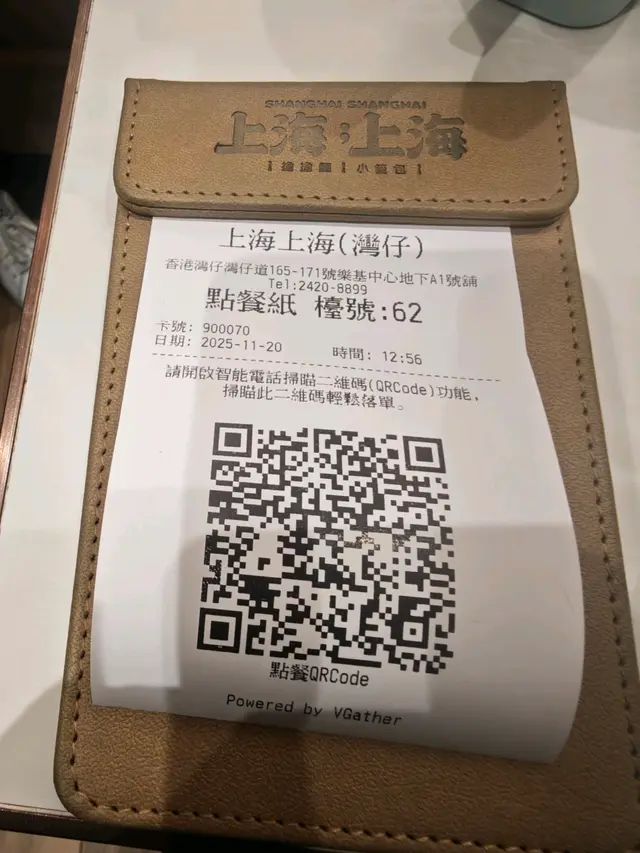 SHANGHAI SHANGHAI
上海;上海
擔擔麵 | 小籠包
上海上海(灣仔)
香港灣仔灣仔道165-171號樂基中心地下A1號舖
Tel:2420-8899
點餐紙 檯號:62
卡號: 900070
日期: 2025-11-20 時間: 12:56
請開啟智能電話掃瞄二維碼(QRCode)功能,
掃瞄此二維碼輕鬆落單。
點餐QRCode
Powered by VGather